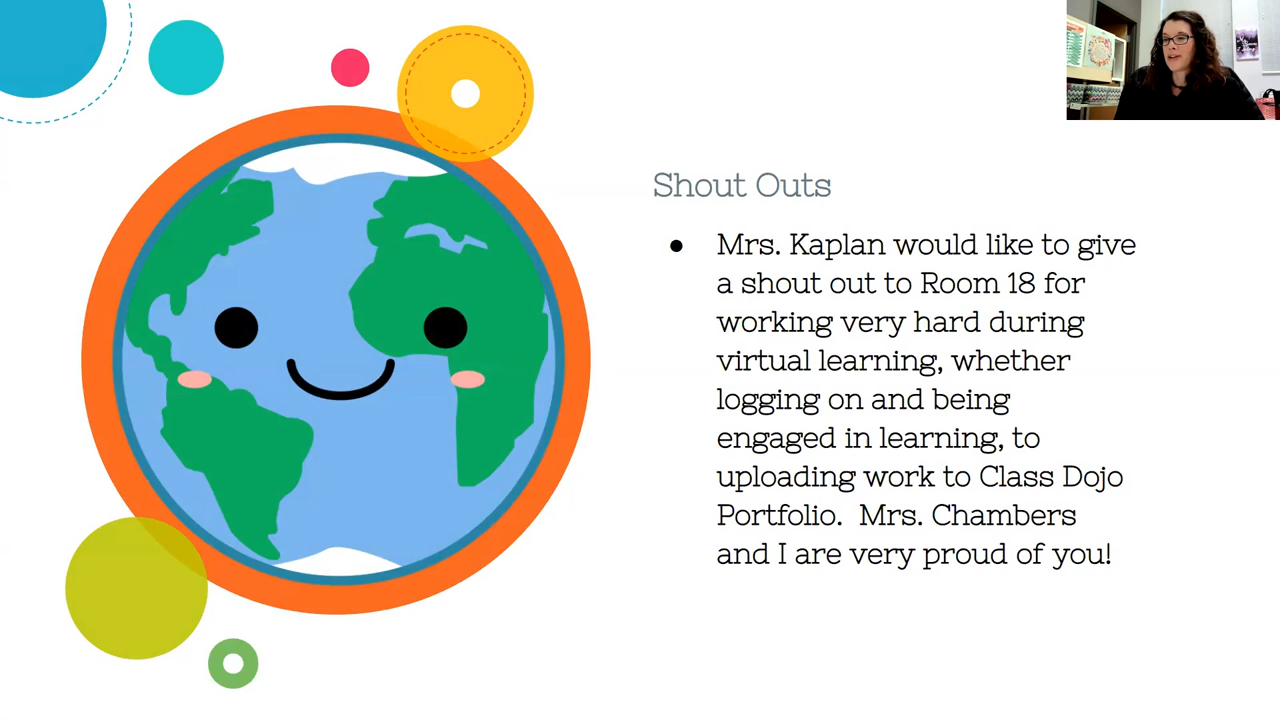 Shout Outs
● Mrs. Kaplan would like to give
a shout out to Room 18 for
working very hard during
virtual learning, whether
logging on and being
engaged in learning, to
uploading work to Class Dojo
Portfolio.  Mrs. Chambers
and I are very proud of you!